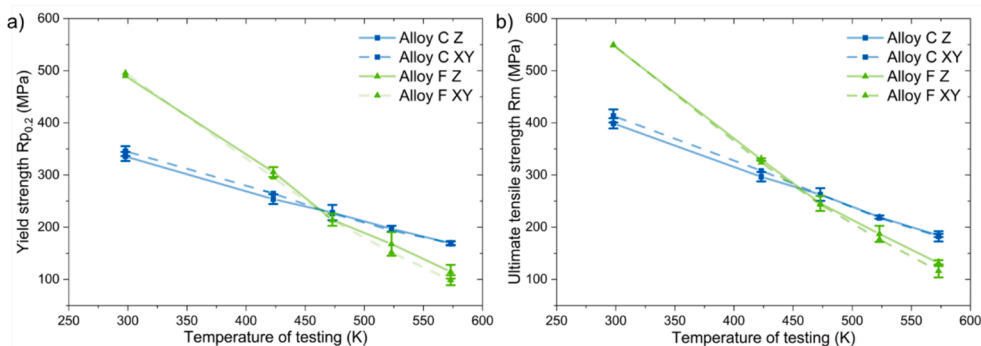 a)
600
500
400
300
200
100
Yield strength Rp0.2 (MPa)
Alloy C Z
Alloy C XY
Alloy F Z
Alloy F XY
250 300 350 400 450 500 550 600
Temperature of testing (K)
b)
600
500
400
300
200
100
Ultimate tensile strength Rm (MPa)
Alloy C Z
Alloy C XY
Alloy F Z
Alloy F XY
250 300 350 400 450 500 550 600
Temperature of testing (K)